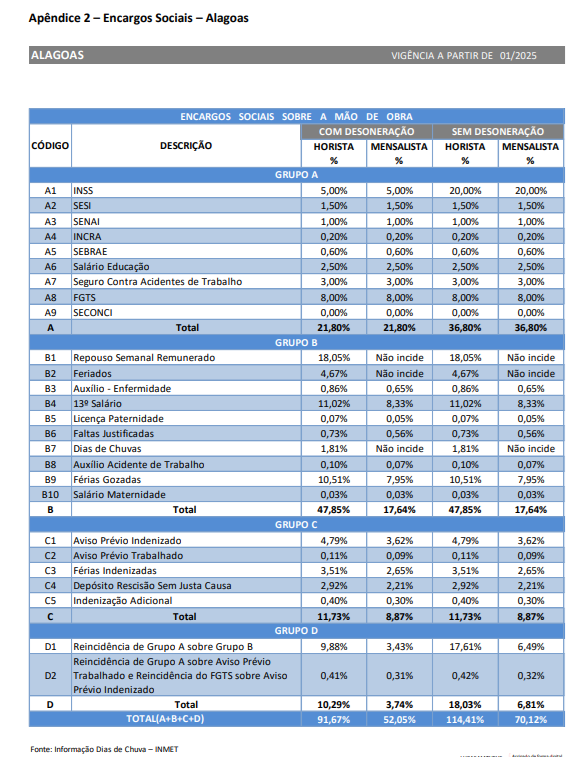 Apêndice 2 – Encargos Sociais – Alagoas
ALAGOAS VIGÊNCIA A PARTIR DE 01/2025
ENCARGOS SOCIAIS SOBRE A MÃO DE OBRA
CÓDIGO DESCRIÇÃO COM DESONERAÇÃO SEM DESONERAÇÃO
HORISTA % MENSALISTA % HORISTA % MENSALISTA %
GRUPO A
A1 INSS 5,00% 5,00% 20,00% 20,00%
A2 SESI 1,50% 1,50% 1,50% 1,50%
A3 SENAI 1,00% 1,00% 1,00% 1,00%
A4 INCRA 0,20% 0,20% 0,20% 0,20%
A5 SEBRAE 0,60% 0,60% 0,60% 0,60%
A6 Salário Educação 2,50% 2,50% 2,50% 2,50%
A7 Seguro Contra Acidentes de Trabalho 3,00% 3,00% 3,00% 3,00%
A8 FGTS 8,00% 8,00% 8,00% 8,00%
A9 SECONCI 0,00% 0,00% 0,00% 0,00%
A Total 21,80% 21,80% 36,80% 36,80%
GRUPO B
B1 Repouso Semanal Remunerado 18,05% Não incide 18,05% Não incide
B2 Feriados 4,67% Não incide 4,67% Não incide
B3 Auxílio - Enfermidade 0,86% 0,65% 0,86% 0,65%
B4 13º Salário 11,02% 8,33% 11,02% 8,33%
B5 Licença Paternidade 0,07% 0,05% 0,07% 0,05%
B6 Faltas Justificadas 0,73% 0,56% 0,73% 0,56%
B7 Dias de Chuvas 1,81% Não incide 1,81% Não incide
B8 Auxílio Acidente de Trabalho 0,10% 0,07% 0,10% 0,07%
B9 Férias Gozadas 10,51% 7,95% 10,51% 7,95%
B10 Salário Maternidade 0,03% 0,03% 0,03% 0,03%
B Total 47,85% 17,64% 47,85% 17,64%
GRUPO C
C1 Aviso Prévio Indenizado 4,79% 3,62% 4,79% 3,62%
C2 Aviso Prévio Trabalhado 0,11% 0,09% 0,11% 0,09%
C3 Férias Indenizadas 3,51% 2,65% 3,51% 2,65%
C4 Depósito Rescisão Sem Justa Causa 2,92% 2,21% 2,92% 2,21%
C5 Indenização Adicional 0,40% 0,30% 0,40% 0,30%
C Total 11,73% 8,87% 11,73% 8,87%
GRUPO D
D1 Reincidência de Grupo A sobre Grupo B 9,88% 3,43% 17,61% 6,49%
D2 Reincidência de Grupo A sobre Aviso Prévio
Trabalhado e Reincidência do FGTS sobre Aviso
Prévio Indenizado 0,41% 0,31% 0,42% 0,32%
D Total 10,29% 3,74% 18,03% 6,81%
TOTAL(A+B+C+D) 91,67% 52,05% 114,41% 70,12%
Fonte: Informação Dias de Chuva – INMET